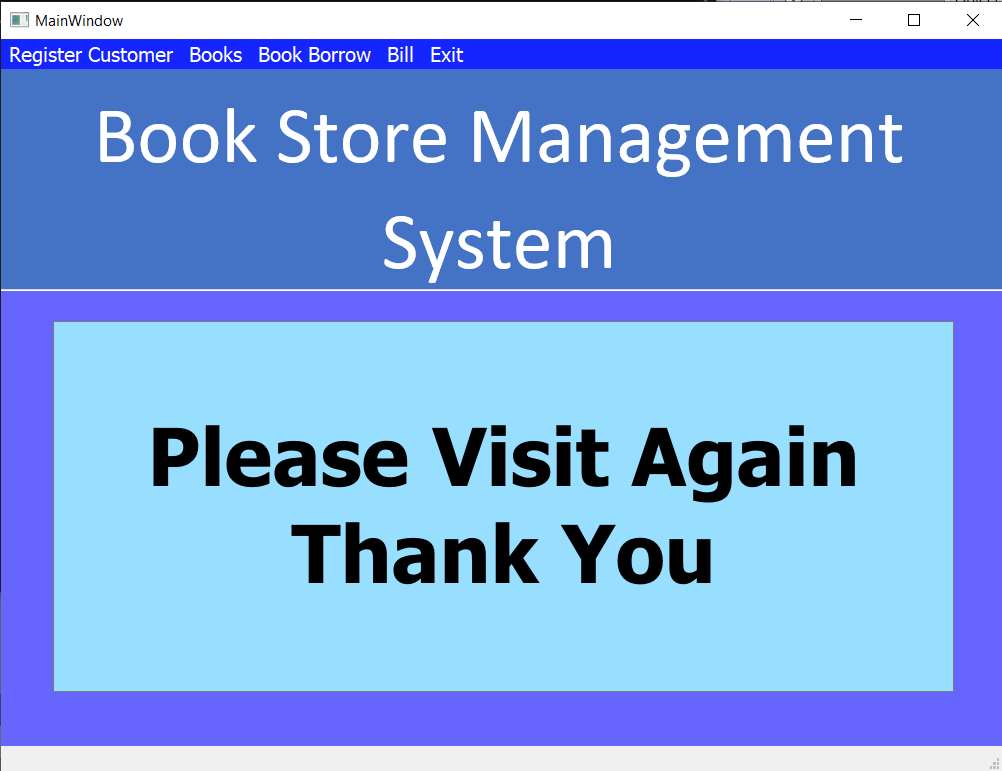 MainWindow
Register Customer Books Book Borrow Bill Exit
Book Store Management
System
Please Visit Again
Thank You